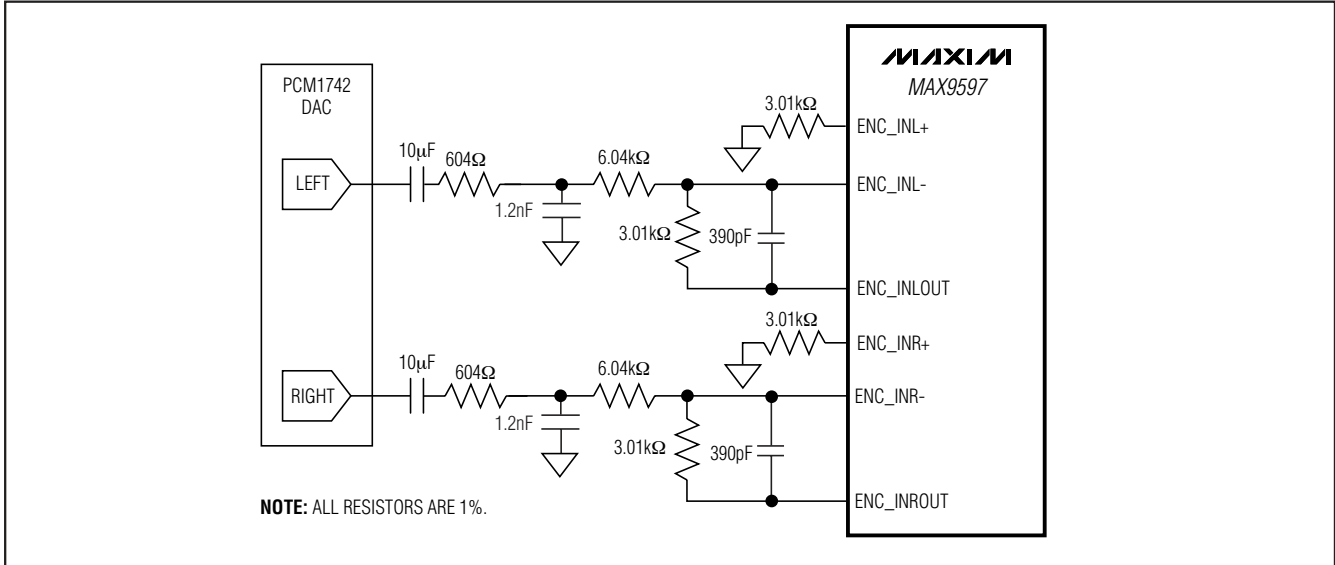 PCM1742
DAC
LEFT
10μF
604Ω
1.2nF
6.04kΩ
3.01kΩ
390pF
3.01kΩ
MAXIM
MAX9597
ENC_INL+
ENC_INL-
ENC_INLOUT
RIGHT
10μF
604Ω
1.2nF
6.04kΩ
3.01kΩ
390pF
3.01kΩ
ENC_INR+
ENC_INR-
ENC_INROUT
NOTE: ALL RESISTORS ARE 1%.